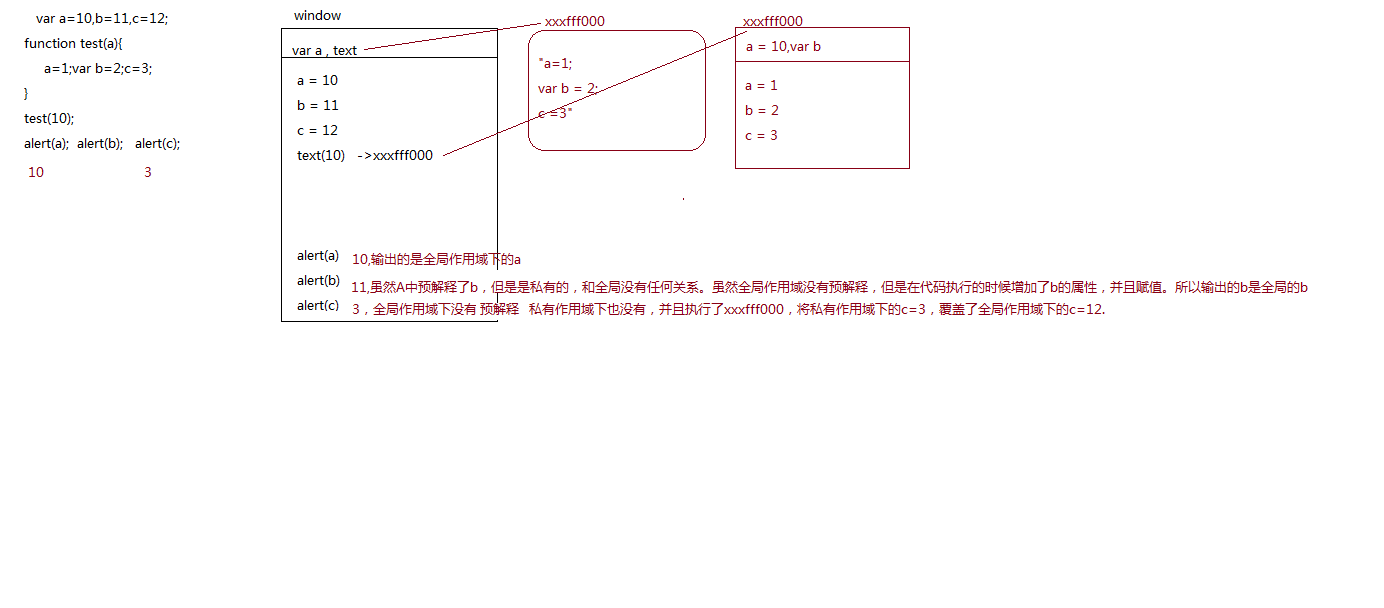 var a=10,b=11,c=12;
function test(a){
a=1;var b=2;c=3;
}
test(10);
alert(a); alert(b); alert(c);
10 3
window
var a , text
a = 10
b = 11
c = 12
text(10) ->xxxfff000
xxxfff000
"a=1;
var b = 2;
c =3"
xxxfff000
a = 10,var b
a = 1
b = 2
c = 3
alert(a) 10,输出的是全局作用域下的a
alert(b) 11,虽然A中预解释了b，但是是私有的，和全局没有任何关系。虽然全局作用域没有预解释，但是在代码执行的时候增加了b的属性，并且赋值。所以输出的b是全局的b
alert(c) 3，全局作用域下没有 预解释 私有作用域下也没有，并且执行了xxxfff000，将私有作用域下的c=3，覆盖了全局作用域下的c=12.